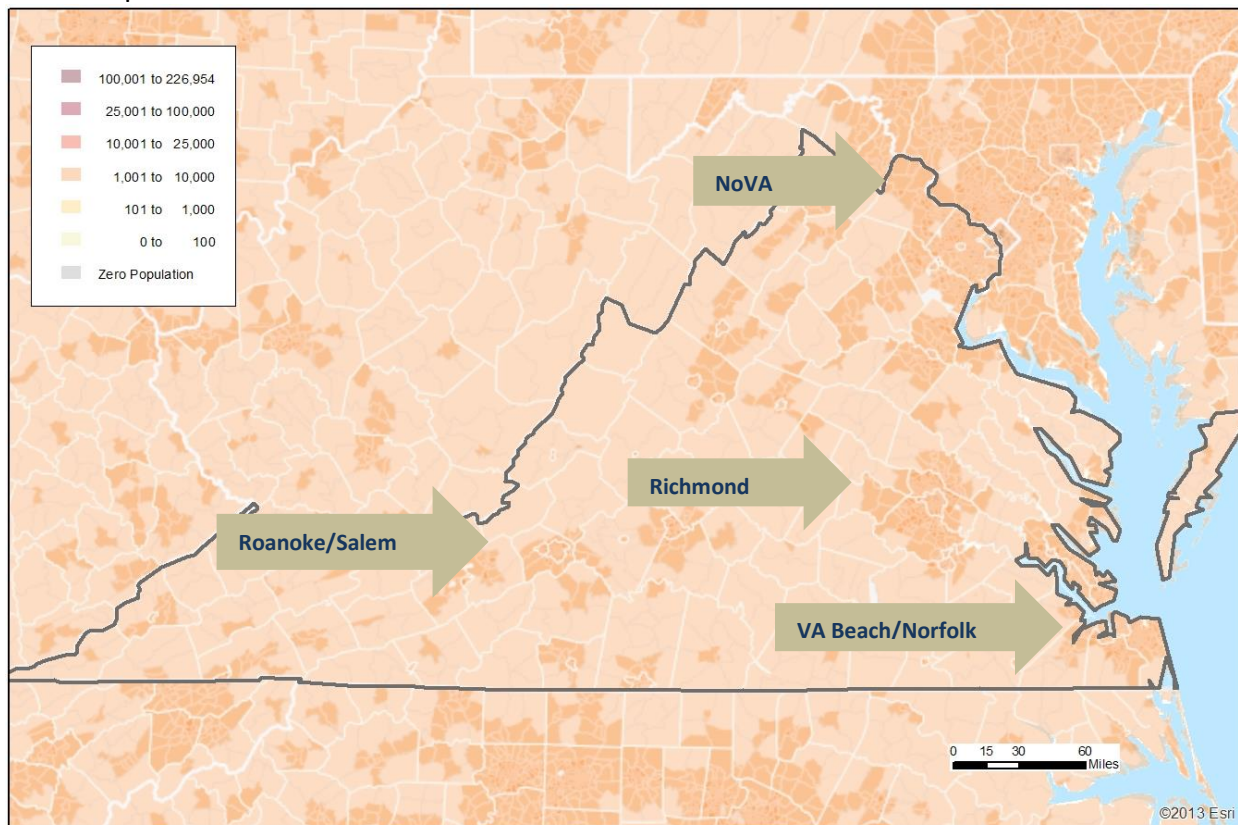 100,001 to 226,954
25,001 to 100,000
10,001 to 25,000
1,001 to 10,000
101 to 1,000
0 to 100
Zero Population
NoVA
Richmond
Roanoke/Salem
VA Beach/Norfolk
0 15 30 60
Miles
©2013 Esri